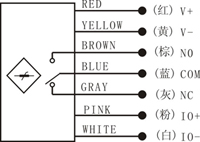 RED (红) V+
YELLOW (黄) V-
BROWN (棕) NO
BLUE (蓝) COM
GRAY (灰) NC
PINK (粉) IO+
WHITE (白) IO-